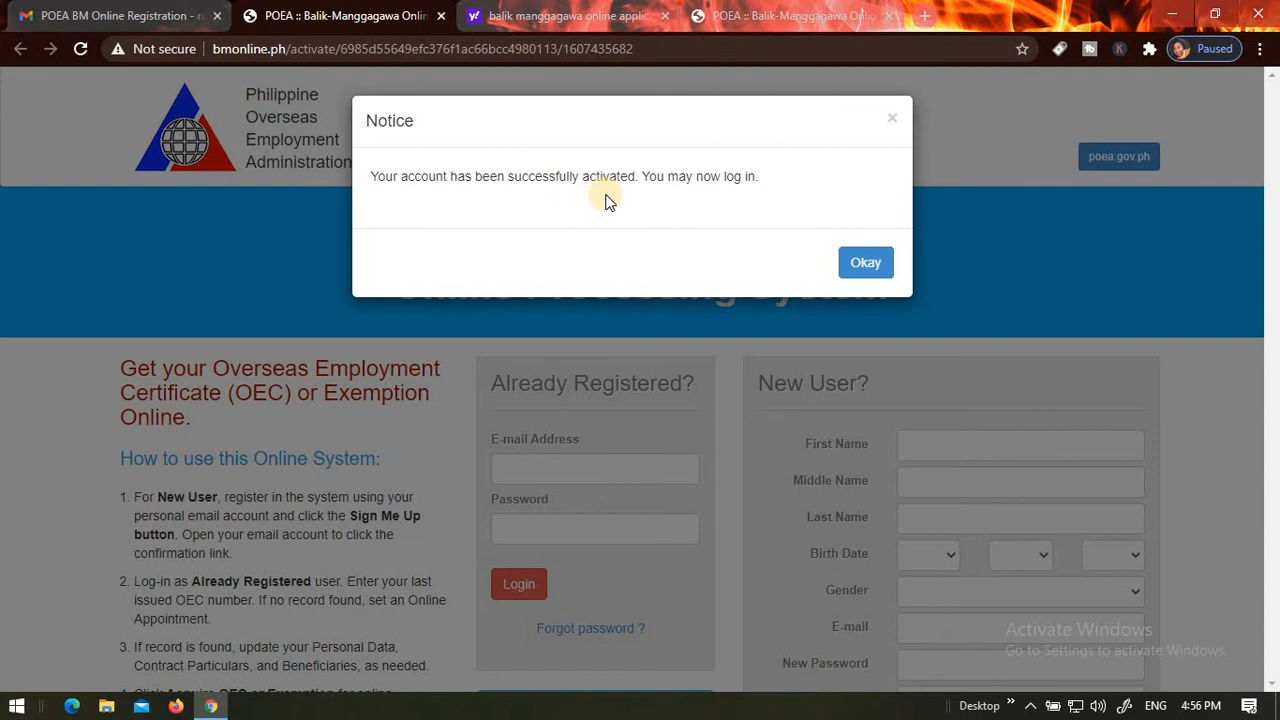 POEA BM Online Registration - r
POEA :: Balik-Manggagawa Onlin
balik manggagawa online applic
POEA :: Balik-Manggagawa Onlin
Not secure
bmonline.ph/activate/6985d55649efc376f1ac66bcc4980113/1607435682
Paused
Philippine
Overseas
Employment
Administration
poea.gov.ph
Notice
×
Your account has been successfully activated. You may now log in.
Okay
Get your Overseas Employment
Certificate (OEC) or Exemption
Online.
How to use this Online System:
1. For New User, register in the system using your
personal email account and click the Sign Me Up
button. Open your email account to click the
confirmation link.
2. Log-in as Already Registered user. Enter your last
issued OEC number. If no record found, set an Online
Appointment.
3. If record is found, update your Personal Data,
Contract Particulars, and Beneficiaries, as needed.
Already Registered?
E-mail Address
Password
Login
Forgot password ?
New User?
First Name
Middle Name
Last Name
Birth Date
Gender
E-mail
New Password
Activate Windows
Go to Settings to activate Windows.
Desktop
ENG
4:56 PM